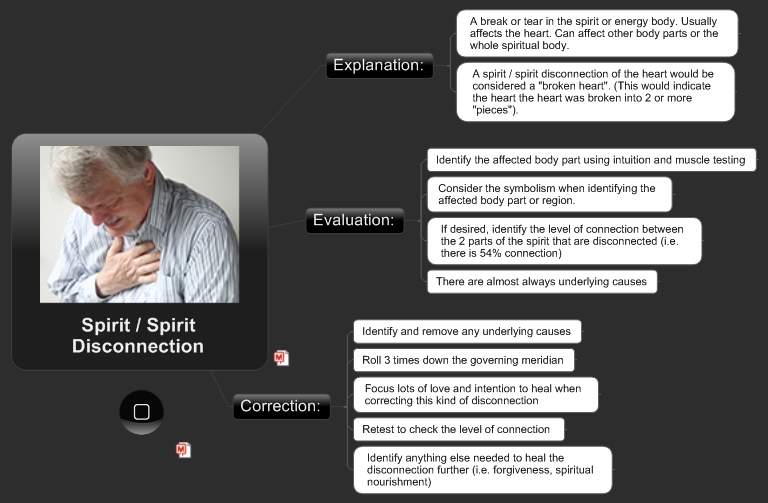 Explanation:
A break or tear in the spirit or energy body. Usually
affects the heart. Can affect other body parts or the
whole spiritual body.
A spirit / spirit disconnection of the heart would be
considered a "broken heart". (This would indicate
the heart the heart was broken into 2 or more
"pieces").
Spirit / Spirit
Disconnection
Evaluation:
Identify the affected body part using intuition and muscle testing
Consider the symbolism when identifying the
affected body part or region.
If desired, identify the level of connection between
the 2 parts of the spirit that are disconnected (i.e.
there is 54% connection)
There are almost always underlying causes
Correction:
Identify and remove any underlying causes
Roll 3 times down the governing meridian
Focus lots of love and intention to heal when
correcting this kind of disconnection
Retest to check the level of connection
Identify anything else needed to heal the
disconnection further (i.e. forgiveness, spiritual
nourishment)